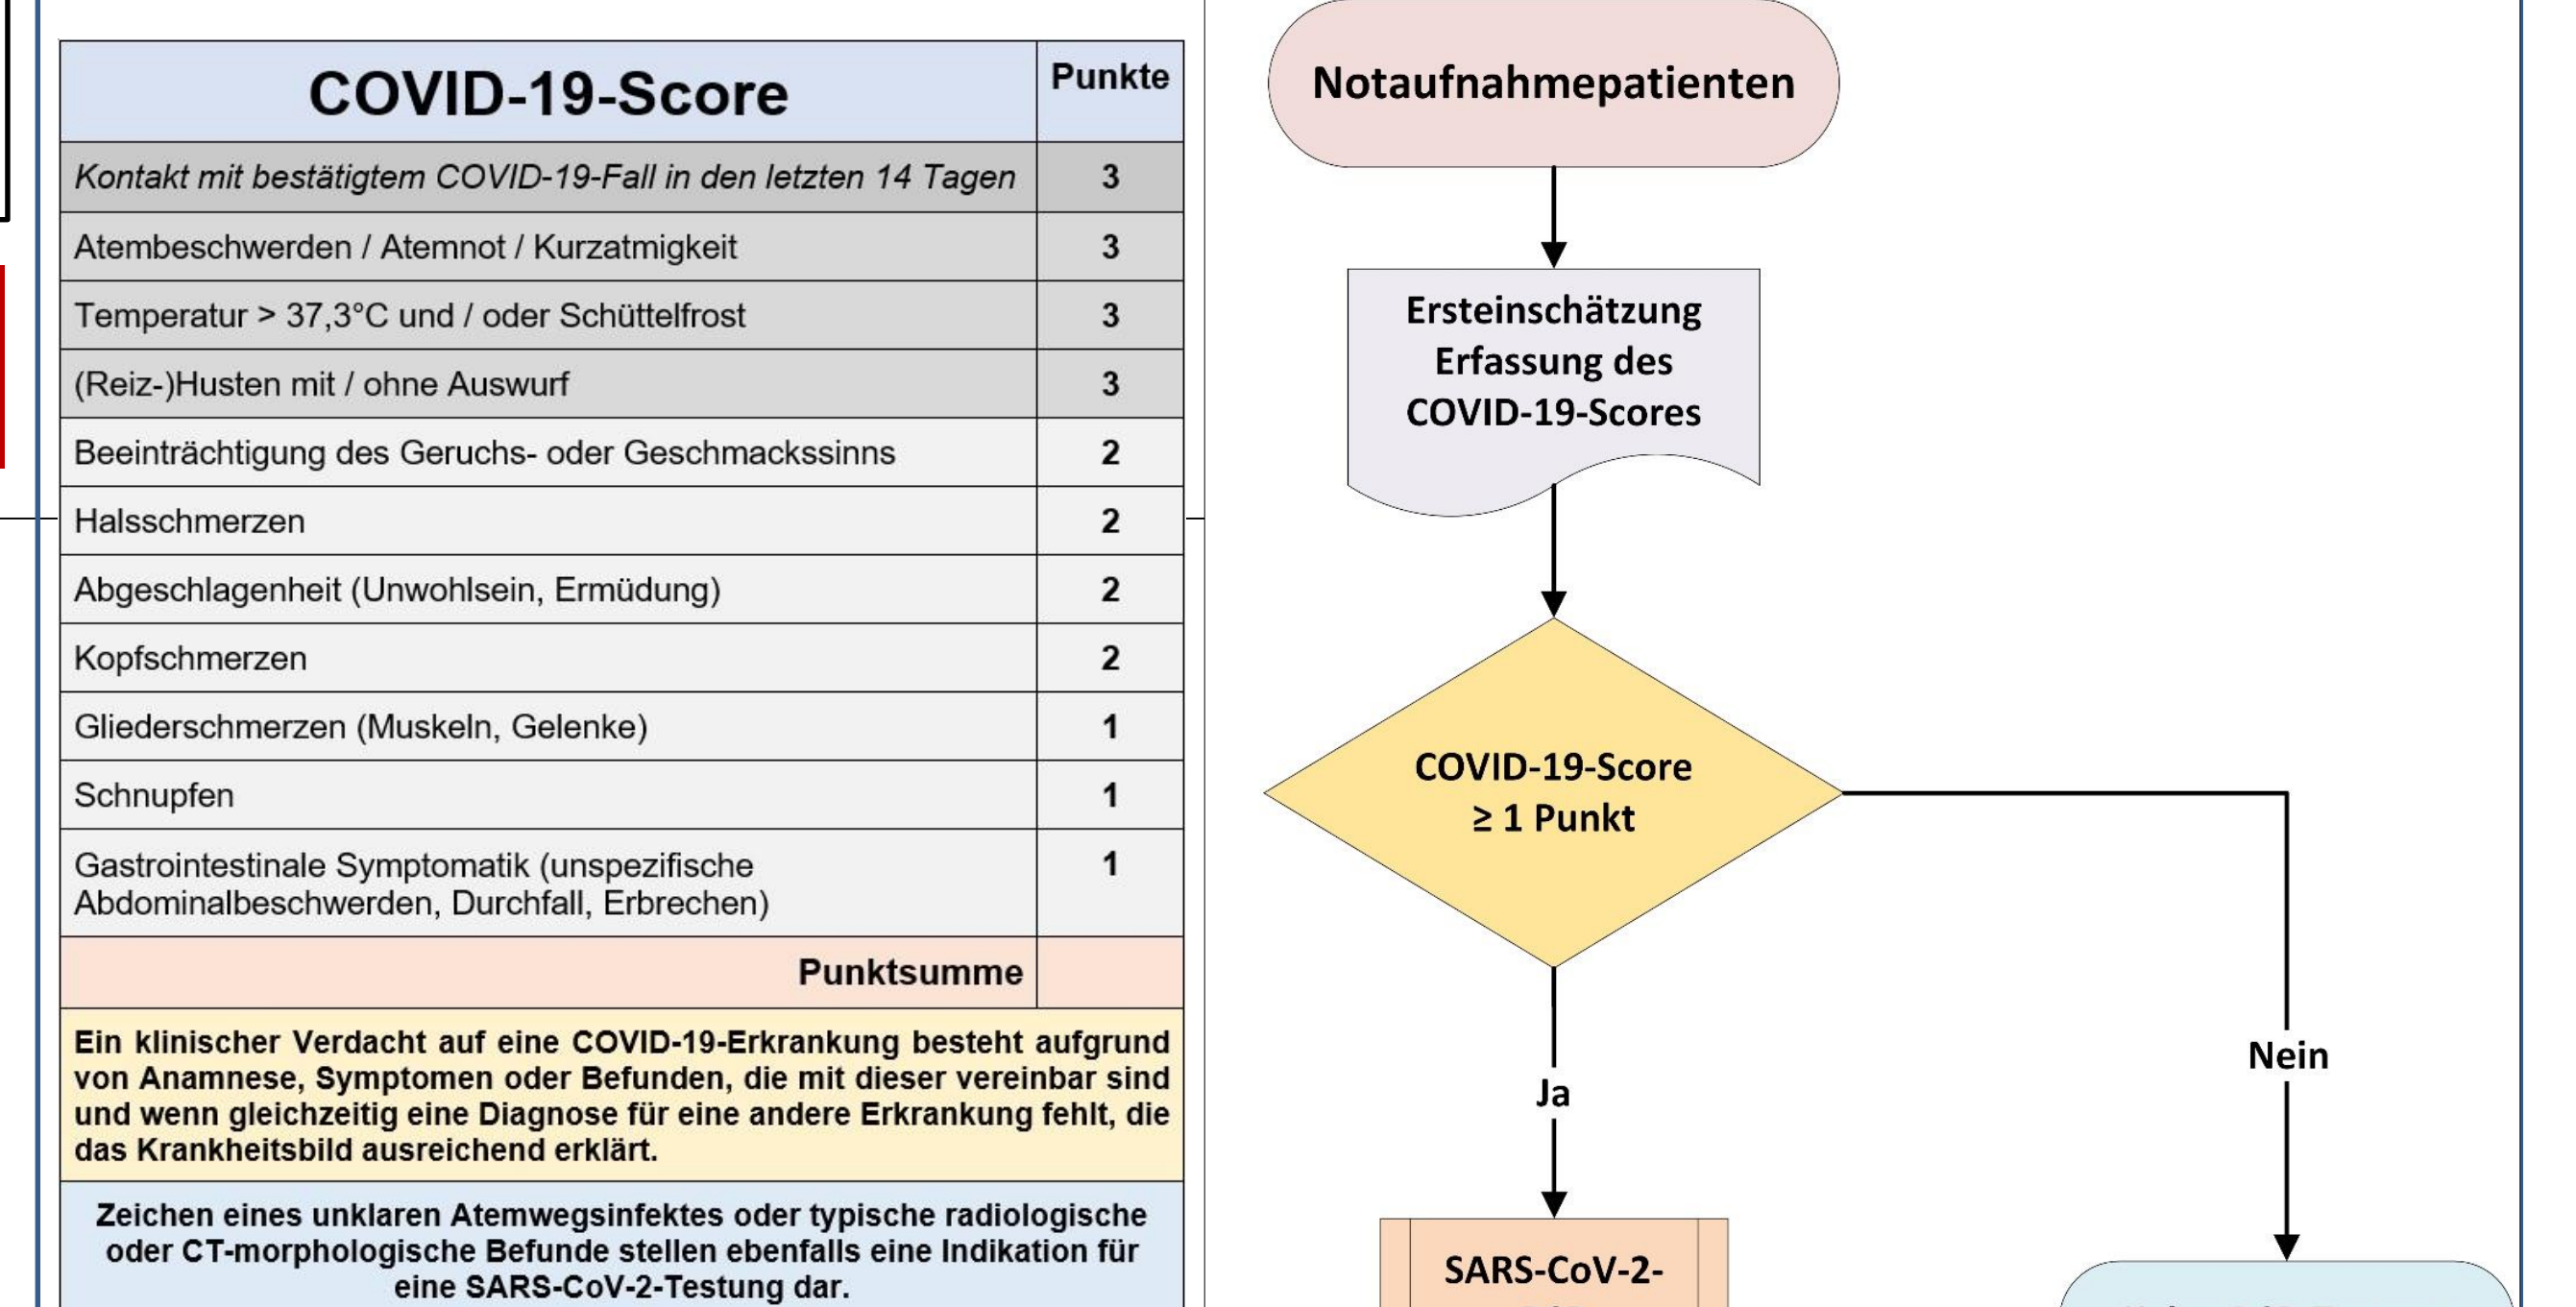 COVID-19-Score
Punkte
Kontakt mit bestätigtem COVID-19-Fall in den letzten 14 Tagen
3
Atembeschwerden / Atemnot / Kurzatmigkeit
3
Temperatur > 37,3°C und / oder Schüttelfrost
3
(Reiz-)Husten mit / ohne Auswurf
3
Beeinträchtigung des Geruchs- oder Geschmackssinns
2
Halsschmerzen
2
Abgeschlagenheit (Unwohlsein, Ermüdung)
2
Kopfschmerzen
2
Gliederschmerzen (Muskeln, Gelenke)
1
Schnupfen
1
Gastrointestinale Symptomatik (unspezifische
Abdominalbeschwerden, Durchfall, Erbrechen)
1
Punktsumme
Ein klinischer Verdacht auf eine COVID-19-Erkrankung besteht aufgrund
von Anamnese, Symptomen oder Befunden, die mit dieser vereinbar sind
und wenn gleichzeitig eine Diagnose für eine andere Erkrankung fehlt, die
das Krankheitsbild ausreichend erklärt.
Zeichen eines unklaren Atemwegsinfektes oder typische radiologische
oder CT-morphologische Befunde stellen ebenfalls eine Indikation für
eine SARS-CoV-2-Testung dar.
Notaufnahmepatienten
Ersteinschätzung
Erfassung des
COVID-19-Scores
COVID-19-Score
≥ 1 Punkt
Nein
Ja
SARS-CoV-2-